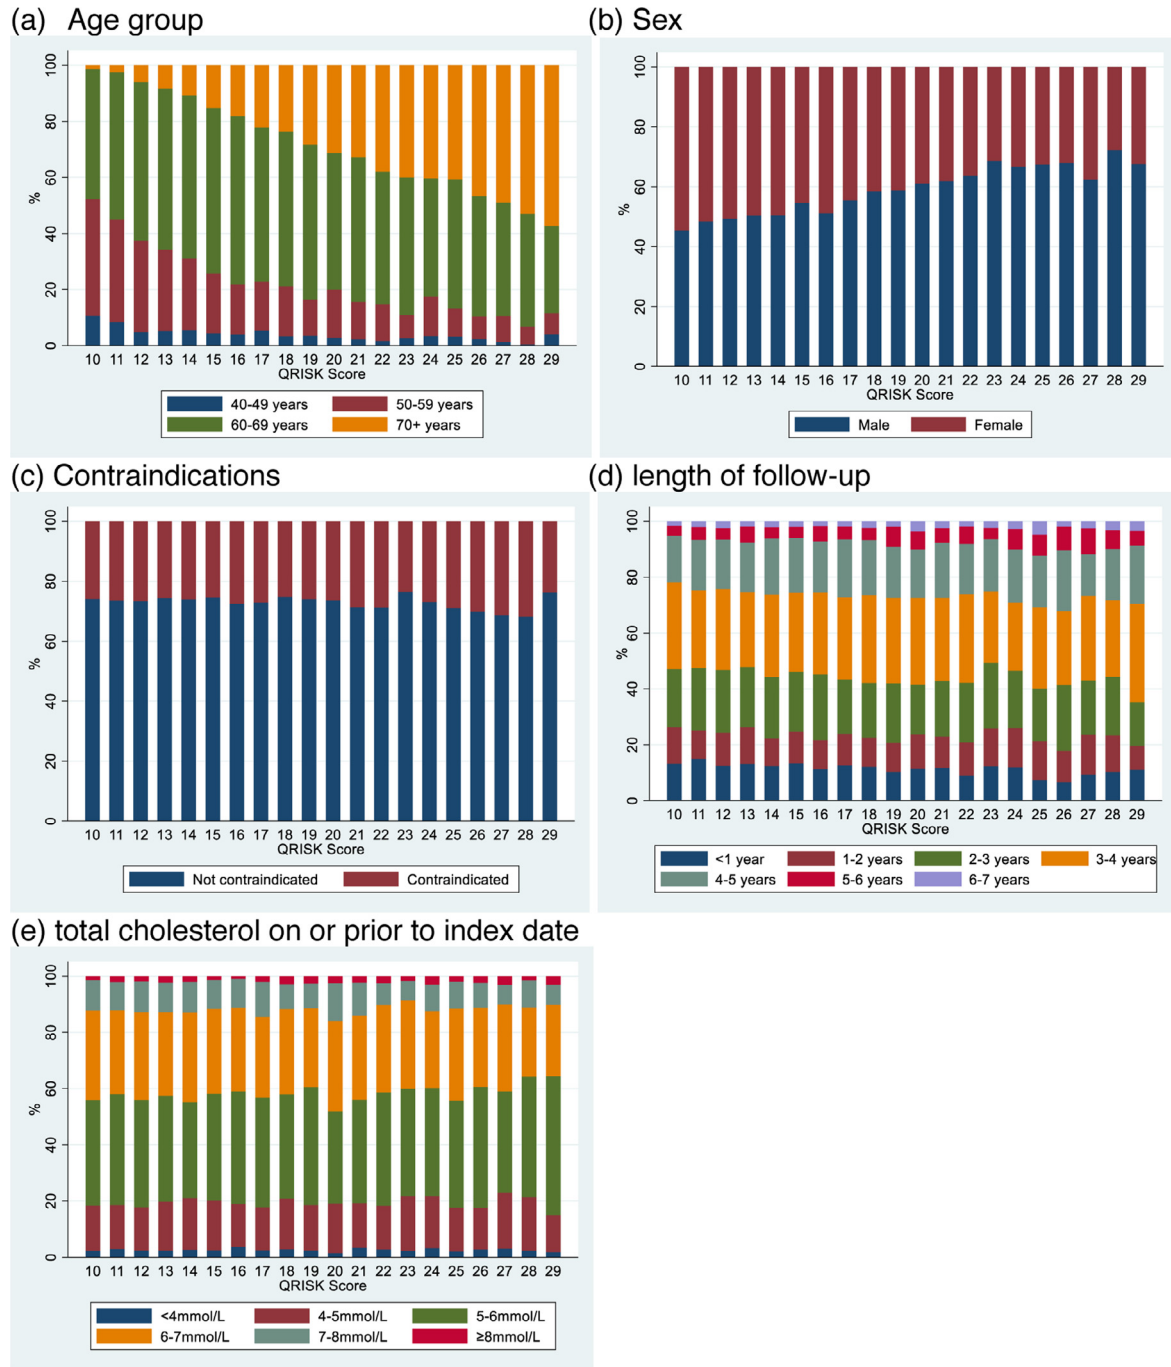 (a) Age group
100
80
60
40
20
0
%
10 11 12 13 14 15 16 17 18 19 20 21 22 23 24 25 26 27 28 29
QRISK Score
40-49 years 50-59 years
60-69 years 70+ years
(b) Sex
100
80
60
40
20
0
%
10 11 12 13 14 15 16 17 18 19 20 21 22 23 24 25 26 27 28 29
QRISK Score
Male Female
(c) Contraindications
100
80
60
40
20
0
%
10 11 12 13 14 15 16 17 18 19 20 21 22 23 24 25 26 27 28 29
QRISK Score
Not contraindicated Contraindicated
(d) length of follow-up
100
80
60
40
20
0
%
10 11 12 13 14 15 16 17 18 19 20 21 22 23 24 25 26 27 28 29
QRISK Score
<1 year 1-2 years 2-3 years 3-4 years
4-5 years 5-6 years 6-7 years
(e) total cholesterol on or prior to index date
100
80
60
40
20
0
%
10 11 12 13 14 15 16 17 18 19 20 21 22 23 24 25 26 27 28 29
QRISK Score
<4mmol/L 4-5mmol/L 5-6mmol/L
6-7mmol/L 7-8mmol/L ≥8mmol/L